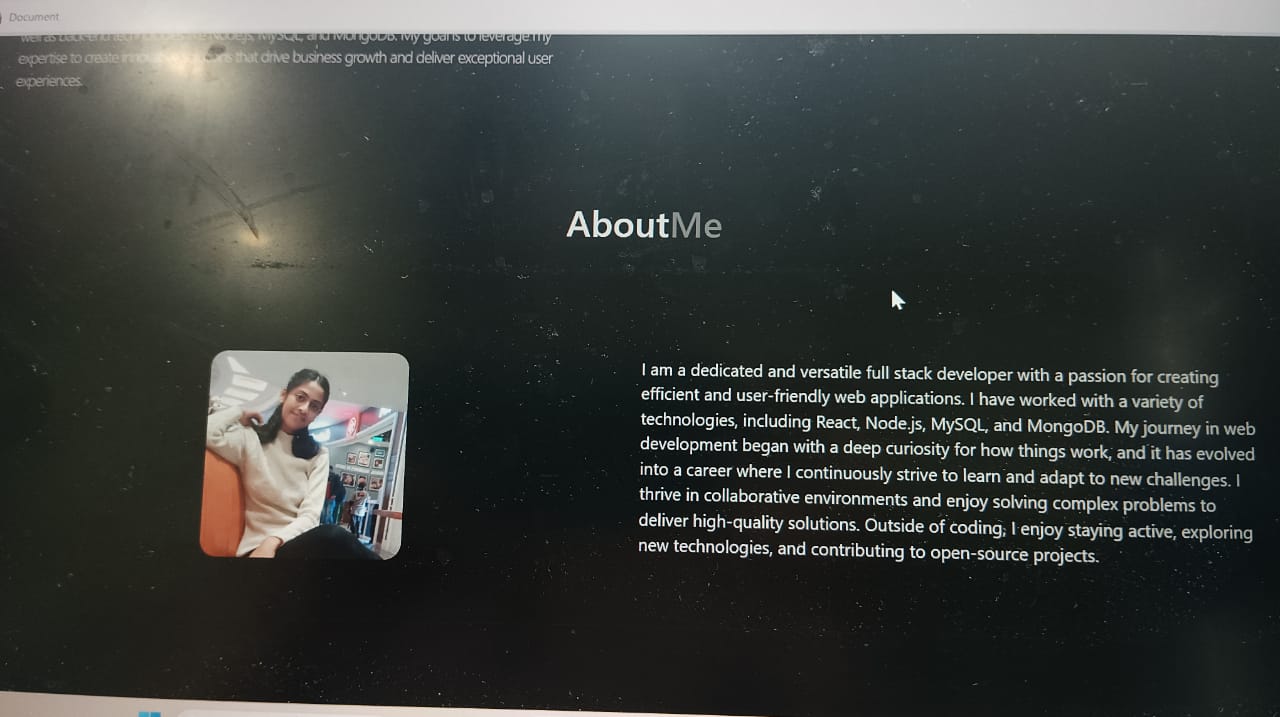 Document
well as back-end technologies like Node.js, MySQL, and MongoDB. My goal is to leverage my
expertise to create innovative solutions that drive business growth and deliver exceptional user
experiences.
AboutMe
I am a dedicated and versatile full stack developer with a passion for creating
efficient and user-friendly web applications. I have worked with a variety of
technologies, including React, Node.js, MySQL, and MongoDB. My journey in web
development began with a deep curiosity for how things work, and it has evolved
into a career where I continuously strive to learn and adapt to new challenges. I
thrive in collaborative environments and enjoy solving complex problems to
deliver high-quality solutions. Outside of coding, I enjoy staying active, exploring
new technologies, and contributing to open-source projects.